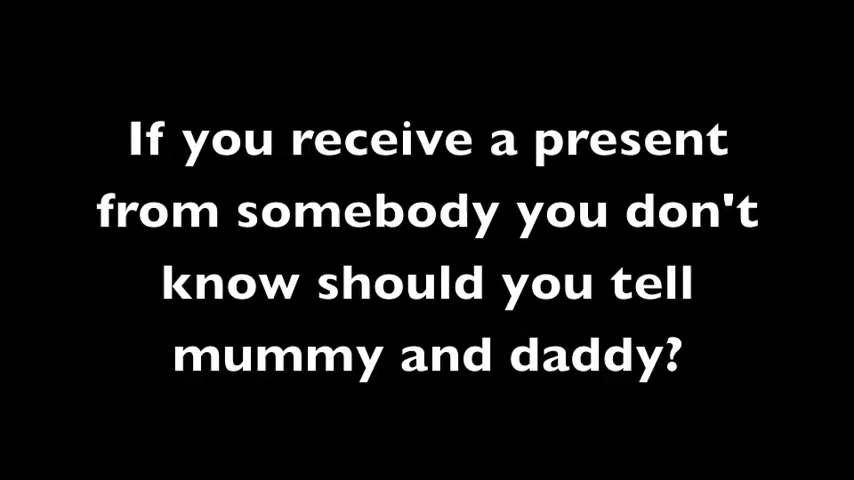 If you receive a present
from somebody you don't
know should you tell
mummy and daddy?